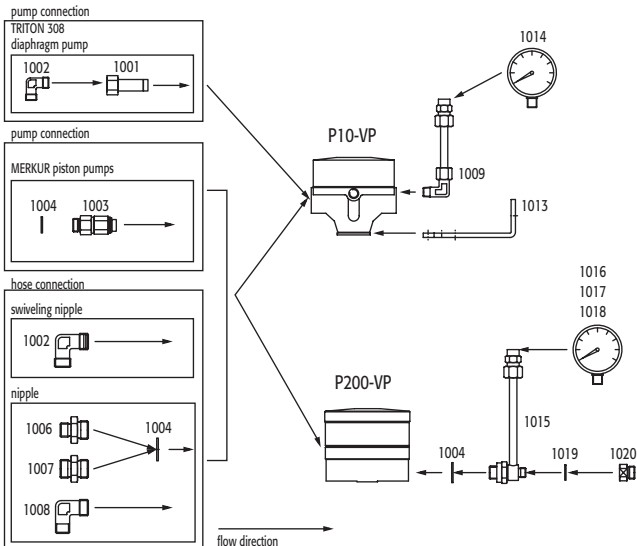 pump connection
TRITON 308
diaphragm pump
1002
1001
pump connection
MERKUR piston pumps
1004
1003
hose connection
swiveling nipple
1002
nipple
1006
1004
1007
1008
flow direction
P10-VP
1014
1009
1013
P200-VP
1016
1017
1018
1015
1004
1019
1020